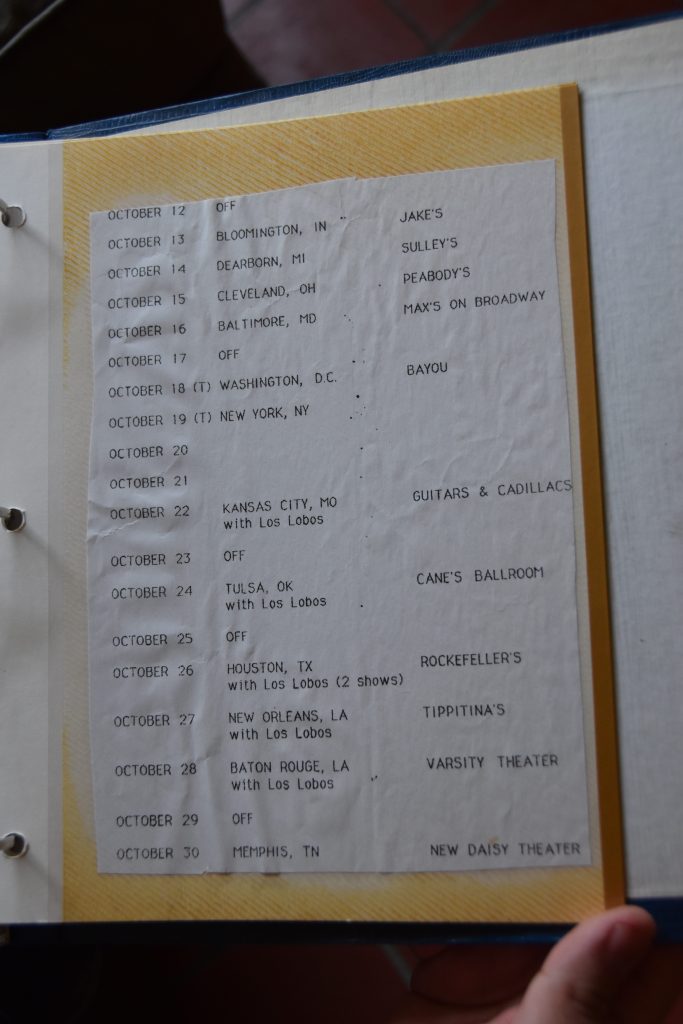 OCTOBER 12 OFF
OCTOBER 13 BLOOMINGTON, IN JAKE'S
OCTOBER 14 DEARBORN, MI SULLEY'S
OCTOBER 15 CLEVELAND, OH PEABODY'S
OCTOBER 16 BALTIMORE, MD MAX'S ON BROADWAY
OCTOBER 17 OFF
OCTOBER 18 (T) WASHINGTON, D.C. BAYOU
OCTOBER 19 (T) NEW YORK, NY
OCTOBER 20
OCTOBER 21
OCTOBER 22 KANSAS CITY, MO GUITARS & CADILLACS
with Los Lobos
OCTOBER 23 OFF
OCTOBER 24 TULSA, OK CANE'S BALLROOM
with Los Lobos
OCTOBER 25 OFF
OCTOBER 26 HOUSTON, TX ROCKEFELLER'S
with Los Lobos (2 shows)
OCTOBER 27 NEW ORLEANS, LA TIPPITINA'S
with Los Lobos
OCTOBER 28 BATON ROUGE, LA VARSITY THEATER
with Los Lobos
OCTOBER 29 OFF
OCTOBER 30 MEMPHIS, TN NEW DAISY THEATER